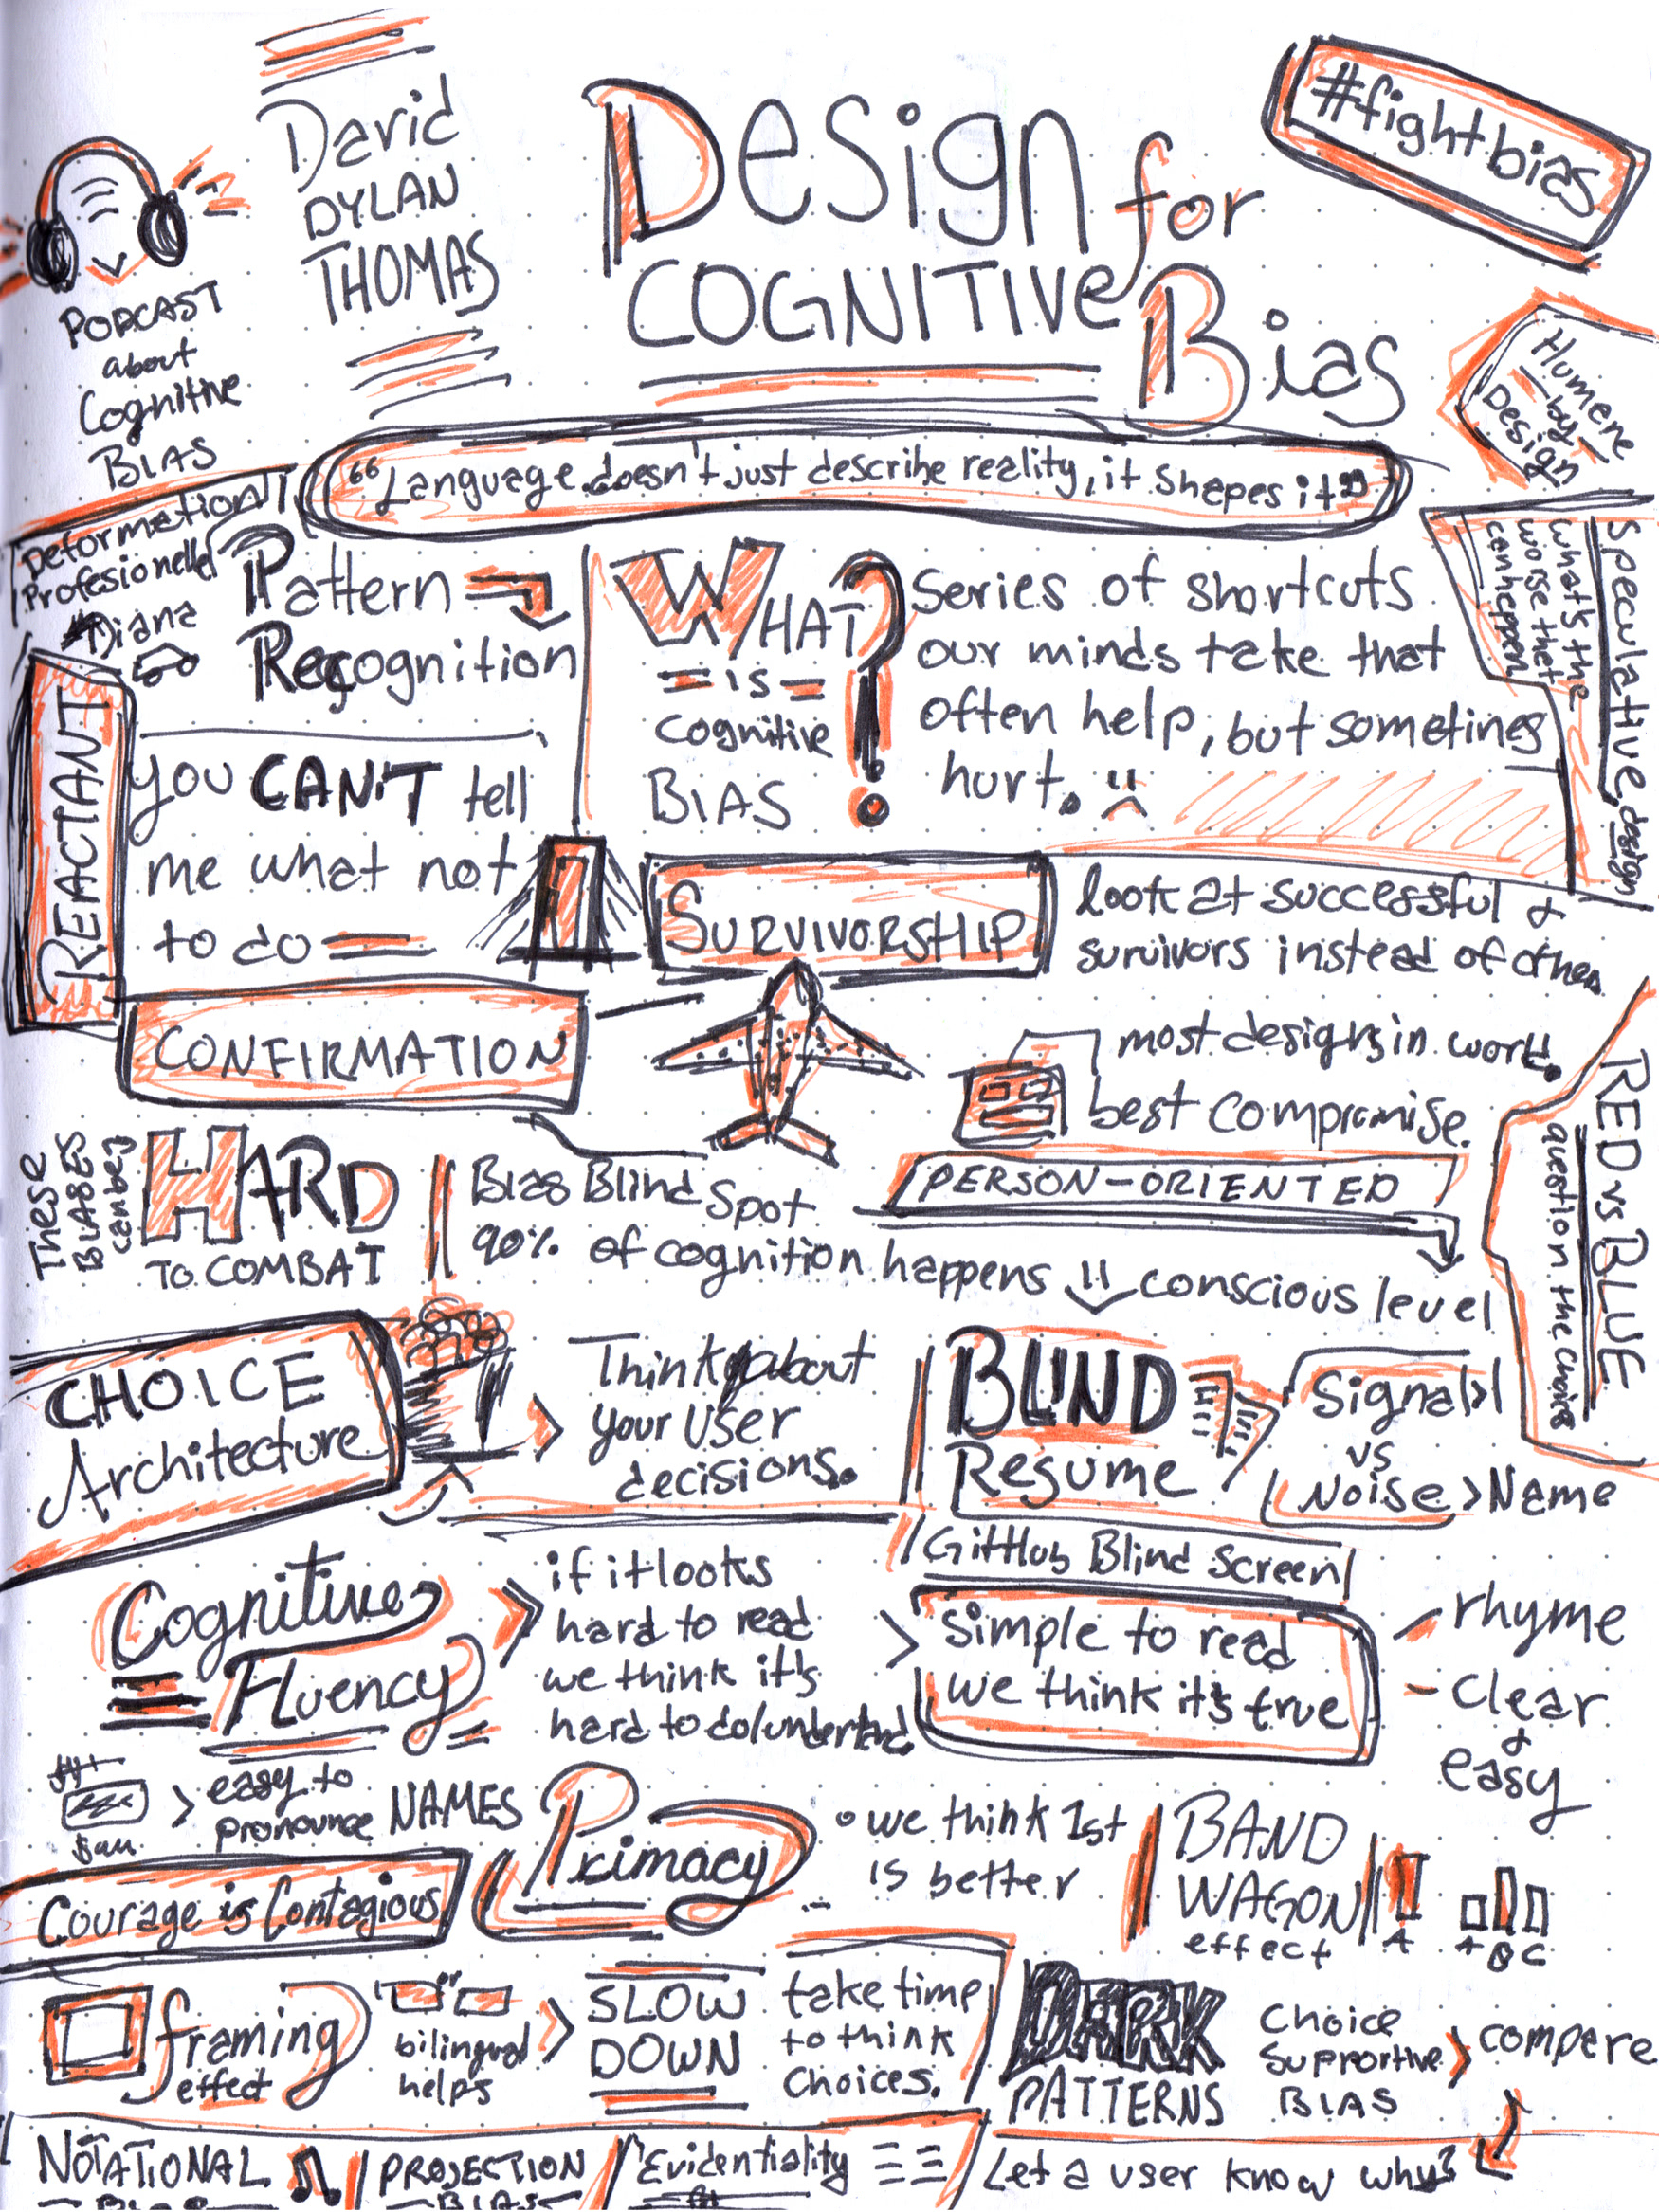 David
DYLAN
THOMAS
Design for
COGNITIVE
Bias
#fightbias
PODCAST
about
Cognitive
BIAS
Humane
by
Design
"Language doesn't just describe reality, it shapes it"
Deformation
Profesionelle
Diana
Pattern
Recognition
WHAT
is
cognitive
BIAS
?
Series of shortcuts
our minds take that
often help, but sometimes
hurt.
Speculative design
what's the
worse that
can happen
REACTANT
you CAN'T tell
me what not
to do
SURVIVORSHIP
look at successful &
survivors instead of others
CONFIRMATION
most designs in world.
best compromise.
PERSON-ORIENTED
RED vs BLUE
question the choice
These
BIASES
can be
HARD
TO COMBAT
Bias Blind Spot
90% of cognition happens
conscious level
CHOICE
Architecture
Think about
your user
decisions.
BLIND
Resume
Signal
vs
Noise > Name
GitHub Blind Screen
Cognitive
Fluency
if it looks
hard to read
we think it's
hard to do/understand
simple to read
we think it's true
- rhyme
- clear
&
easy
> easy to
pronounce NAMES
Primacy
we think 1st
is better
BAND
WAGON
effect
A
A B C
Courage is Contagious
framing
effect
bilingual
helps
SLOW
DOWN
take time
to think
choices.
DARK
PATTERNS
Choice
Supportive
BIAS
> compare
NOTATIONAL
BIAS
PROJECTION
BIAS
Evidentiality
Let a user know why?